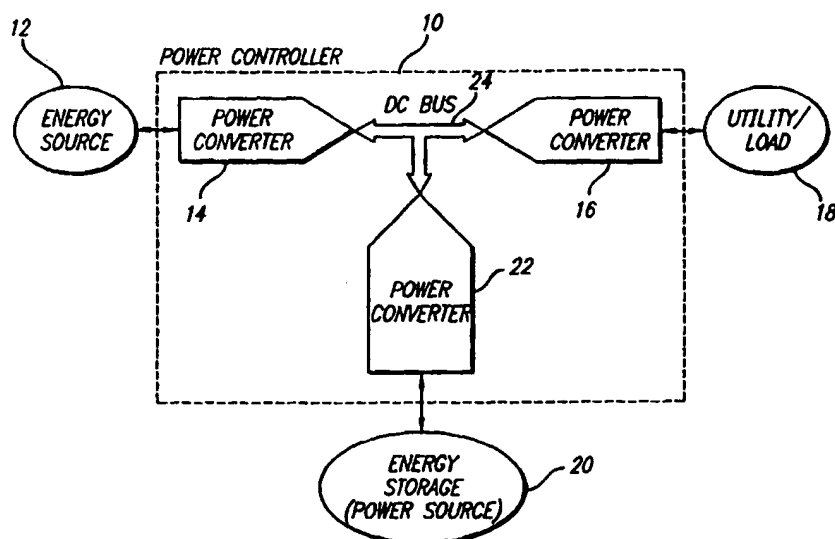 12
10
POWER CONTROLLER
ENERGY
SOURCE
POWER
CONVERTER
DC BUS
24
POWER
CONVERTER
UTILITY/
LOAD
14
16
18
22
POWER
CONVERTER
ENERGY
STORAGE
(POWER SOURCE)
20